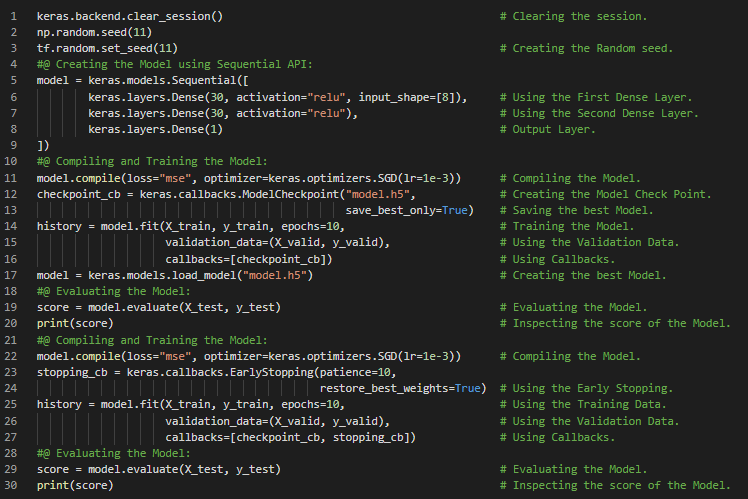 1 keras.backend.clear_session() # Clearing the session.
2 np.random.seed(11)
3 tf.random.set_seed(11) # Creating the Random seed.
4 #@ Creating the Model using Sequential API:
5 model = keras.models.Sequential([
6 keras.layers.Dense(30, activation="relu", input_shape=[8]), # Using the First Dense Layer.
7 keras.layers.Dense(30, activation="relu"), # Using the Second Dense Layer.
8 keras.layers.Dense(1) # Output Layer.
9 ])
10 #@ Compiling and Training the Model:
11 model.compile(loss="mse", optimizer=keras.optimizers.SGD(lr=1e-3)) # Compiling the Model.
12 checkpoint_cb = keras.callbacks.ModelCheckpoint("model.h5", # Creating the Model Check Point.
13 save_best_only=True) # Saving the best Model.
14 history = model.fit(X_train, y_train, epochs=10, # Training the Model.
15 validation_data=(X_valid, y_valid), # Using the Validation Data.
16 callbacks=[checkpoint_cb]) # Using Callbacks.
17 model = keras.models.load_model("model.h5") # Creating the best Model.
18 #@ Evaluating the Model:
19 score = model.evaluate(X_test, y_test) # Evaluating the Model.
20 print(score) # Inspecting the score of the Model.
21 #@ Compiling and Training the Model:
22 model.compile(loss="mse", optimizer=keras.optimizers.SGD(lr=1e-3)) # Compiling the Model.
23 stopping_cb = keras.callbacks.EarlyStopping(patience=10,
24 restore_best_weights=True) # Using the Early Stopping.
25 history = model.fit(X_train, y_train, epochs=10, # Using the Training Data.
26 validation_data=(X_valid, y_valid), # Using the Validation Data.
27 callbacks=[checkpoint_cb, stopping_cb]) # Using Callbacks.
28 #@ Evaluating the Model:
29 score = model.evaluate(X_test, y_test) # Evaluating the Model.
30 print(score) # Inspecting the score of the Model.